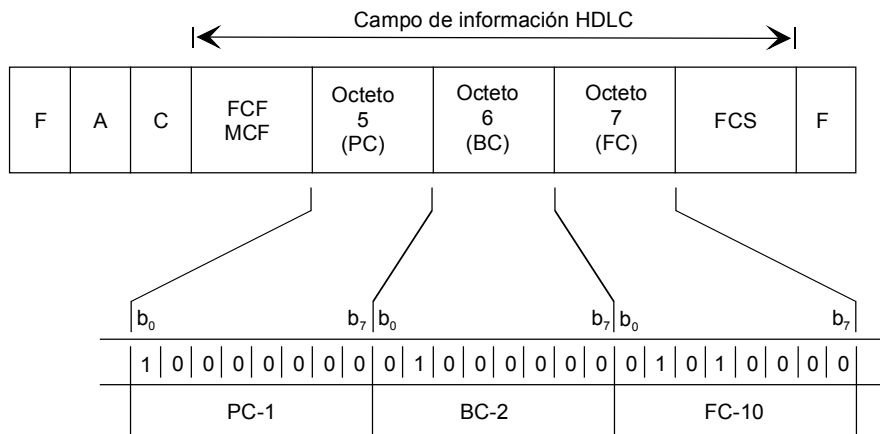 Campo de información HDLC
F A C FCF MCF Octeto 5 (PC) Octeto 6 (BC) Octeto 7 (FC) FCS F
b0 b7 b0 b7 b0 b7
1 0 0 0 0 0 0 0 0 1 0 0 0 0 0 0 0 1 0 1 0 0 0 0
PC-1 BC-2 FC-10